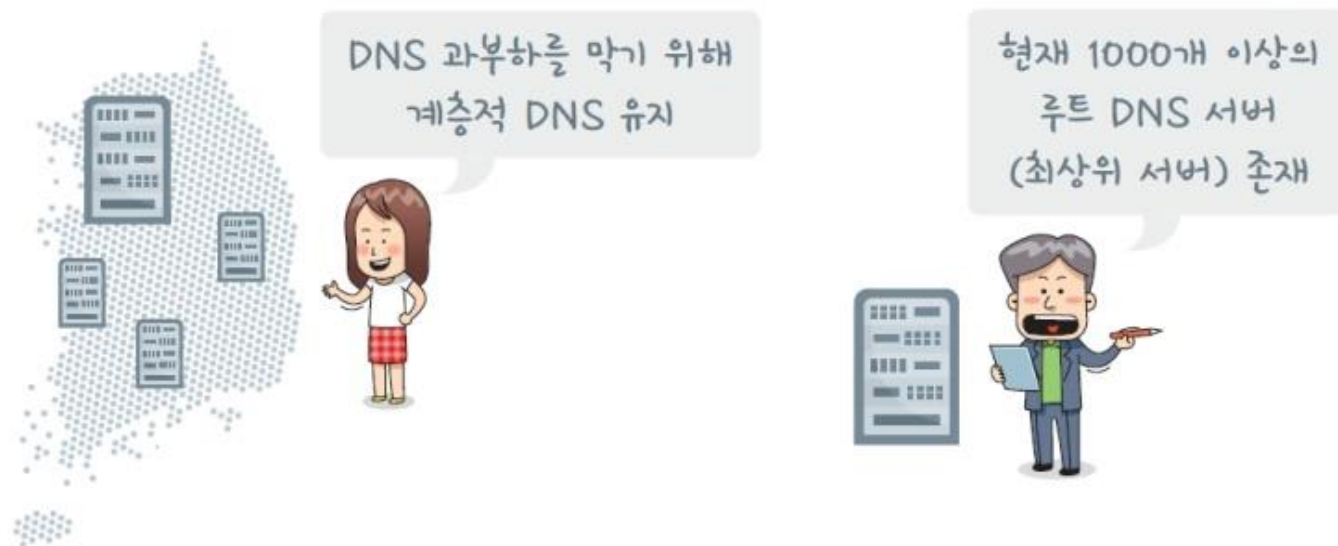 DNS 과부하를 막기 위해
계층적 DNS 유지
현재 1000개 이상의
루트 DNS 서버
(최상위 서버) 존재